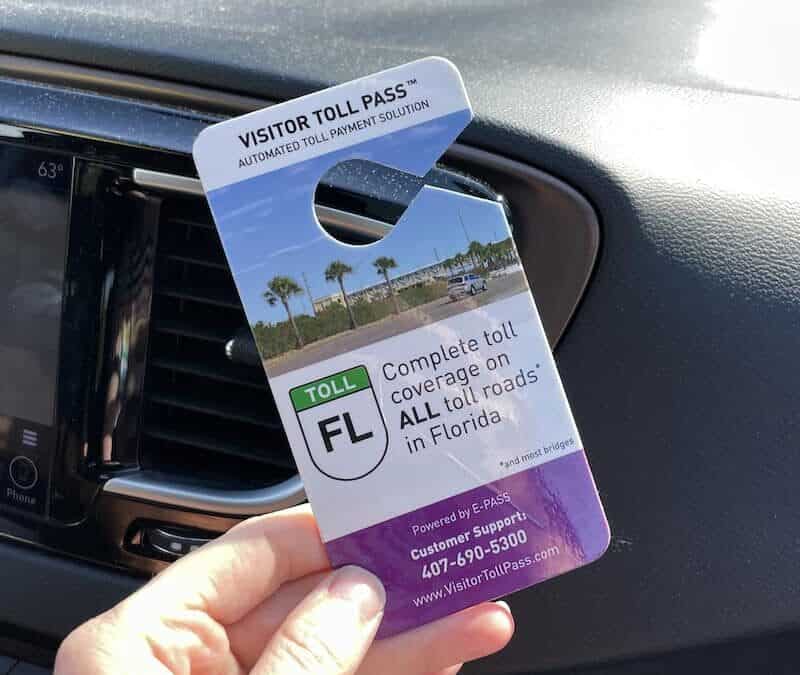 VISITOR TOLL PASS™
AUTOMATED TOLL PAYMENT SOLUTION
63°
TOLL
FL
Complete toll
coverage on
ALL toll roads*
in Florida
*and most bridges
Phone
Powered by E-PASS
Customer Support:
407-690-5300
www.VisitorTollPass.com